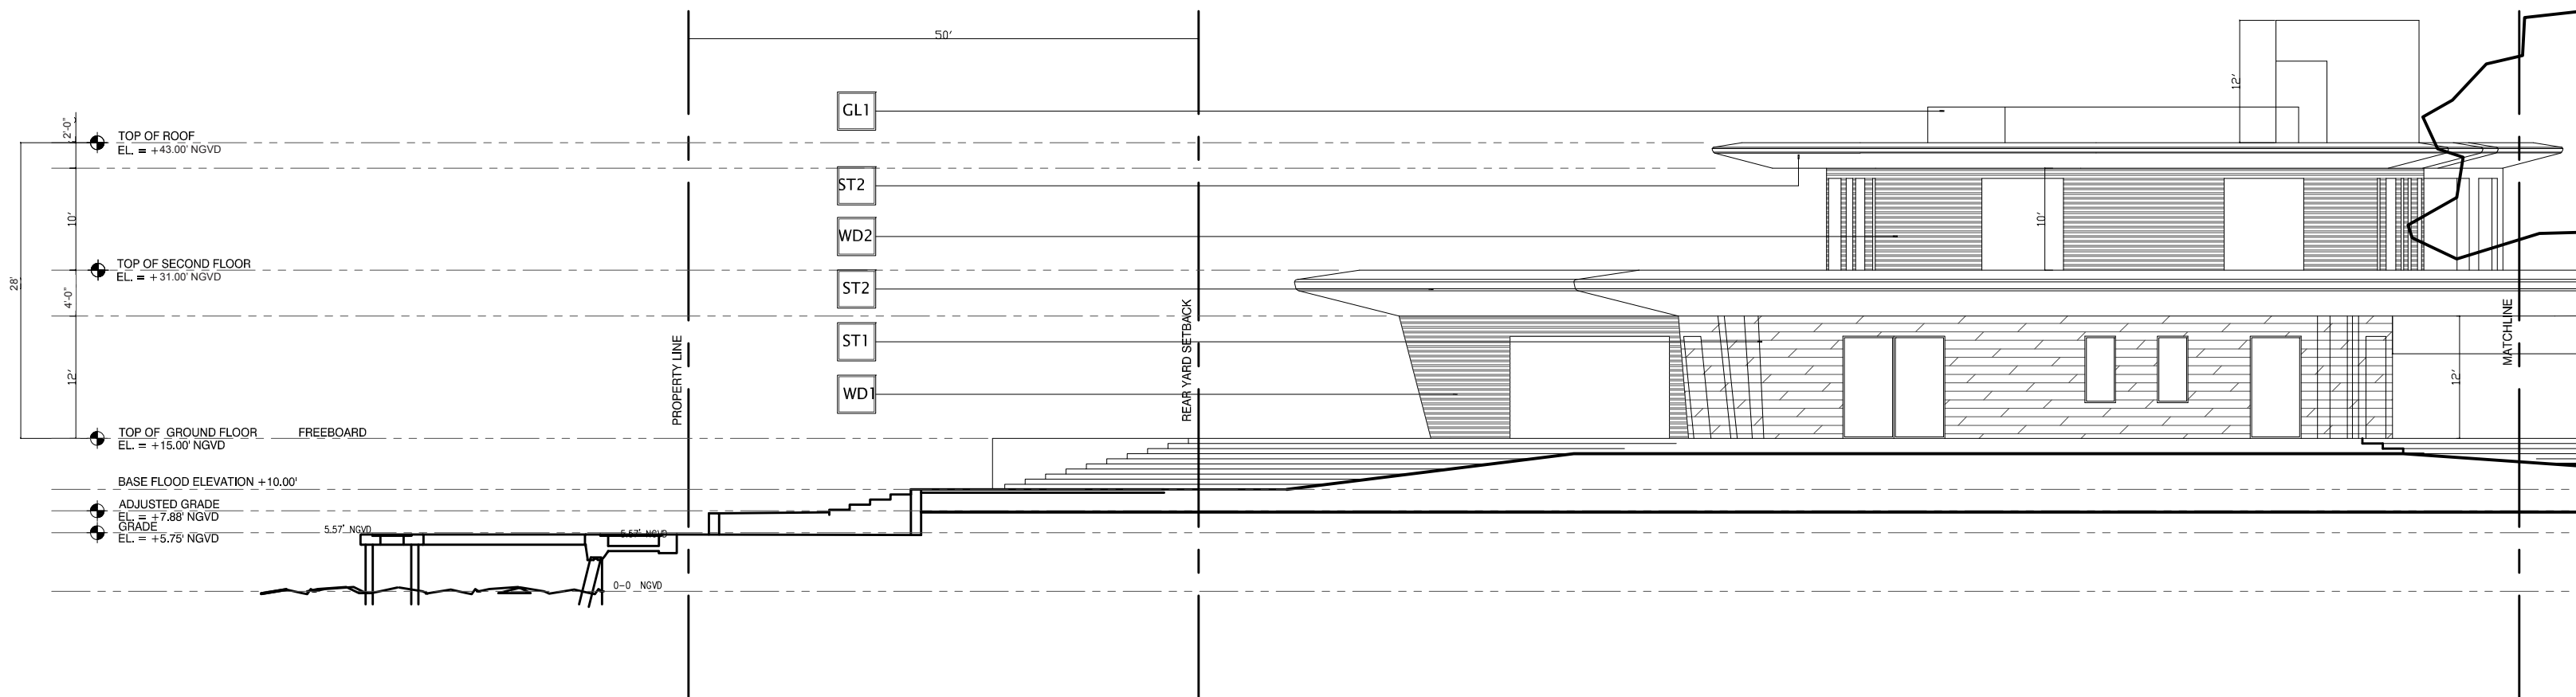 50'
12'
GL1
2'-0"
TOP OF ROOF
EL. = +43.00' NGVD
ST2
10'
10'
WD2
TOP OF SECOND FLOOR
EL. = +31.00' NGVD
28'
4'-0"
ST2
ST1
REAR YARD SETBACK
MATCHLINE
PROPERTY LINE
12'
WD1
12'
TOP OF GROUND FLOOR FREEBOARD
EL. = +15.00' NGVD
BASE FLOOD ELEVATION +10.00'
ADJUSTED GRADE
EL. = +7.88' NGVD
GRADE
EL. = +5.75' NGVD
5.57' NGVD
5.57' NGVD
0-0 NGVD